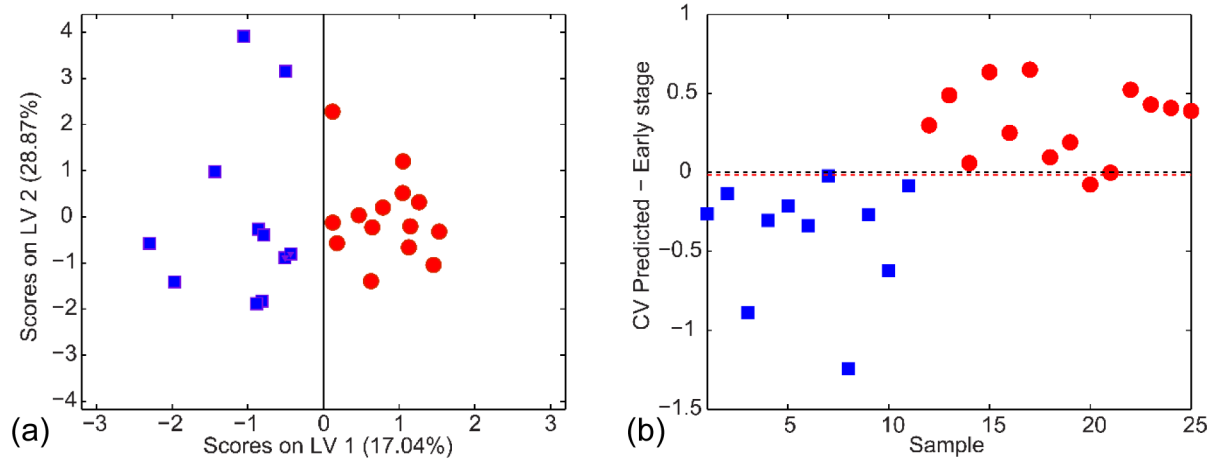 4
3
2
1
0
−1
−2
−3
−4
Scores on LV 2 (28.87%)
−3 −2 −1 0 1 2 3
Scores on LV 1 (17.04%)
(a)
1
0.5
0
−0.5
−1
−1.5
CV Predicted − Early stage
5 10 15 20 25
Sample
(b)